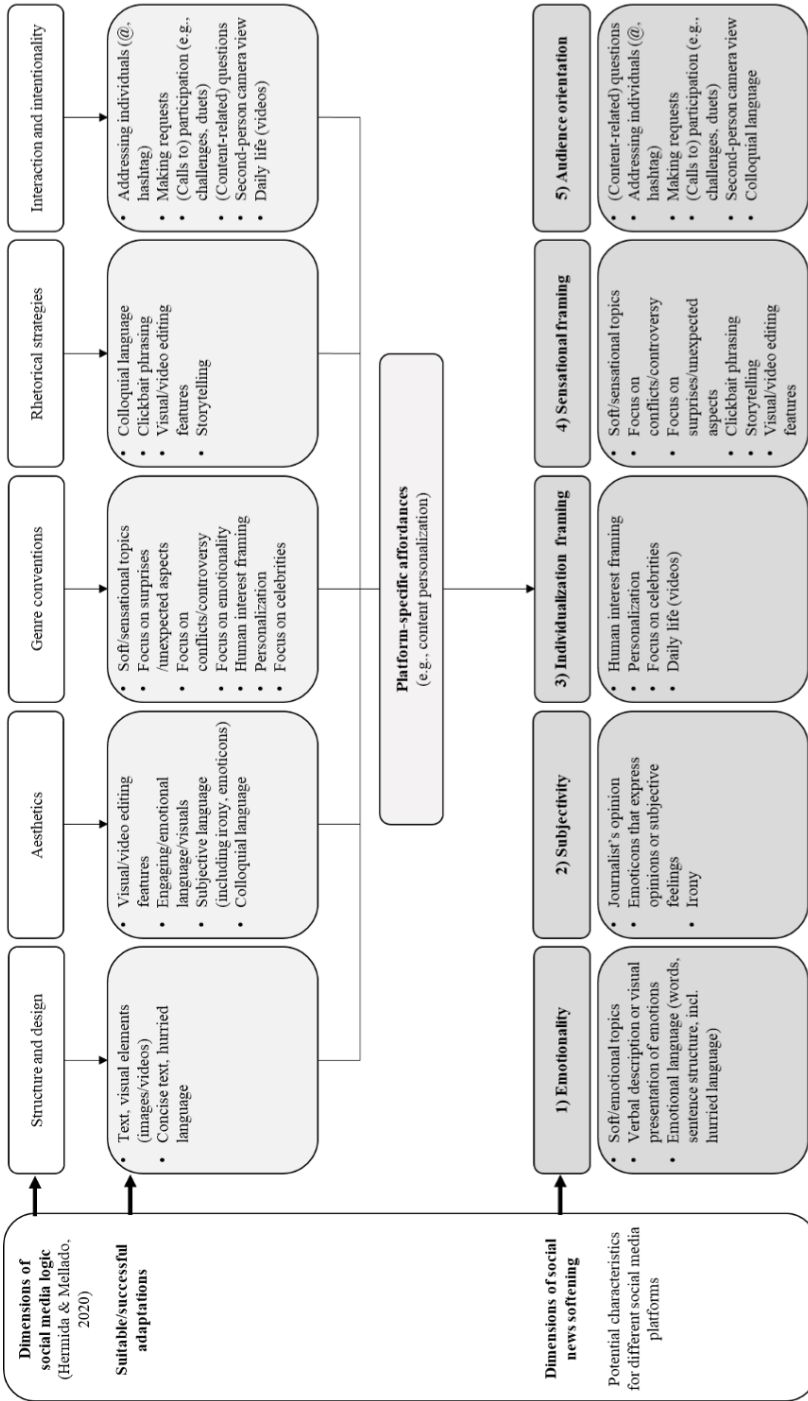 Dimensions of
social media logic
(Hermida & Mellado,
2020)
Structure and design
Aesthetics
Genre conventions
Rhetorical strategies
Interaction and intentionality
Suitable/successful
adaptations
• Text, visual elements
(images/videos)
• Concise text, hurried
language
• Visual/video editing
features
• Engaging/emotional
language/visuals
• Subjective language
(including irony, emoticons)
• Colloquial language
• Soft/sensational topics
• Focus on surprises
/unexpected aspects
• Focus on
conflicts/controversy
• Focus on emotionality
• Human interest framing
• Personalization
• Focus on celebrities
• Colloquial language
• Clickbait phrasing
• Visual/video editing
features
• Storytelling
• Addressing individuals (@,
hashtag)
• Making requests
• (Calls to) participation (e.g.,
challenges, duets)
• (Content-related) questions
• Second-person camera view
• Daily life (videos)
Platform-specific affordances
(e.g., content personalization)
Dimensions of social
news softening
Potential characteristics
for different social media
platforms
1) Emotionality
• Soft/emotional topics
• Verbal description or visual
presentation of emotions
• Emotional language (words,
sentence structure, incl.
hurried language)
2) Subjectivity
• Journalist's opinion
• Emoticons that express
opinions or subjective
feelings
• Irony
3) Individualization framing
• Human interest framing
• Personalization
• Focus on celebrities
• Daily life (videos)
4) Sensational framing
• Soft/sensational topics
• Focus on
conflicts/controversy
• Focus on
surprises/unexpected
aspects
• Clickbait phrasing
• Storytelling
• Visual/video editing
features
5) Audience orientation
• (Content-related) questions
• Addressing individuals (@,
hashtag)
• Making requests
• (Calls to) participation (e.g.,
challenges, duets)
• Second-person camera view
• Colloquial language